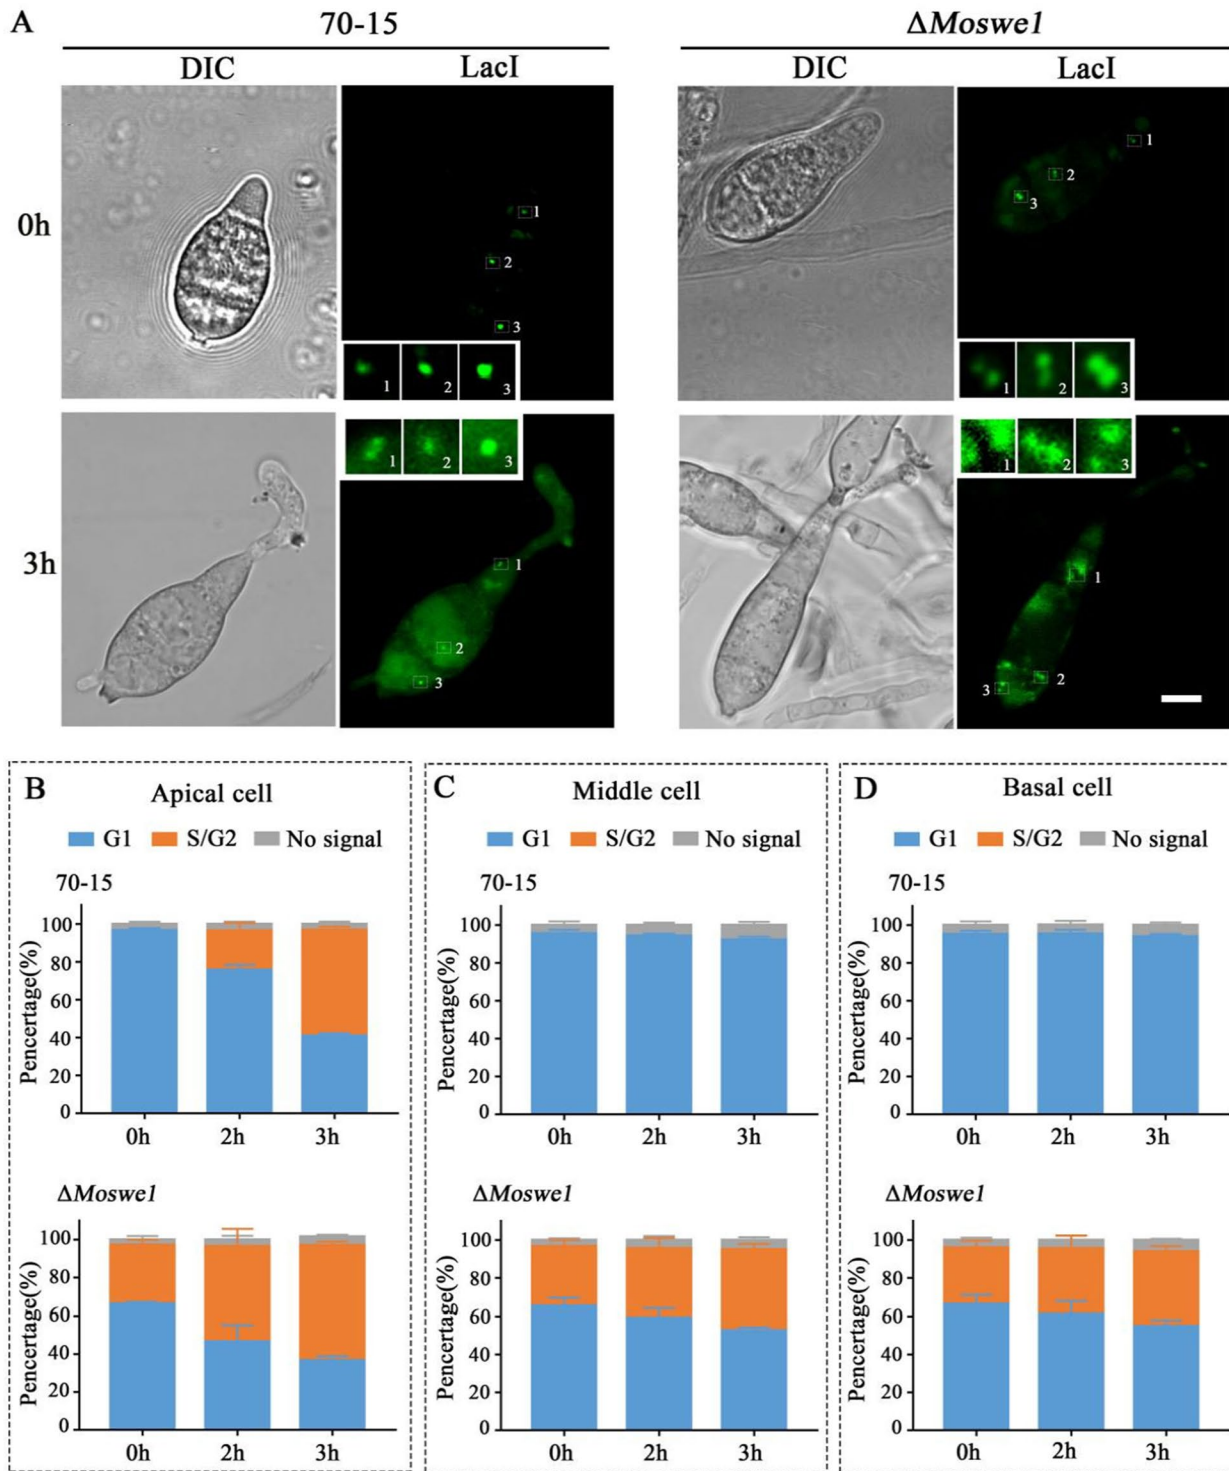 A
70-15
ΔMoswe1
DIC
LacI
DIC
LacI
0h
1
2
3
1
2
3
1
2
3
1
2
3
3h
1
2
3
1
2
3
1
2
3
1
2
3
B
Apical cell
G1
S/G2
No signal
70-15
Pencertage(%)
100
80
60
40
20
0
0h
2h
3h
ΔMoswe1
Pencertage(%)
100
80
60
40
20
0
0h
2h
3h
C
Middle cell
G1
S/G2
No signal
70-15
Pencertage(%)
100
80
60
40
20
0
0h
2h
3h
ΔMoswe1
Pencertage(%)
100
80
60
40
20
0
0h
2h
3h
D
Basal cell
G1
S/G2
No signal
70-15
Pencertage(%)
100
80
60
40
20
0
0h
2h
3h
ΔMoswe1
Pencertage(%)
100
80
60
40
20
0
0h
2h
3h